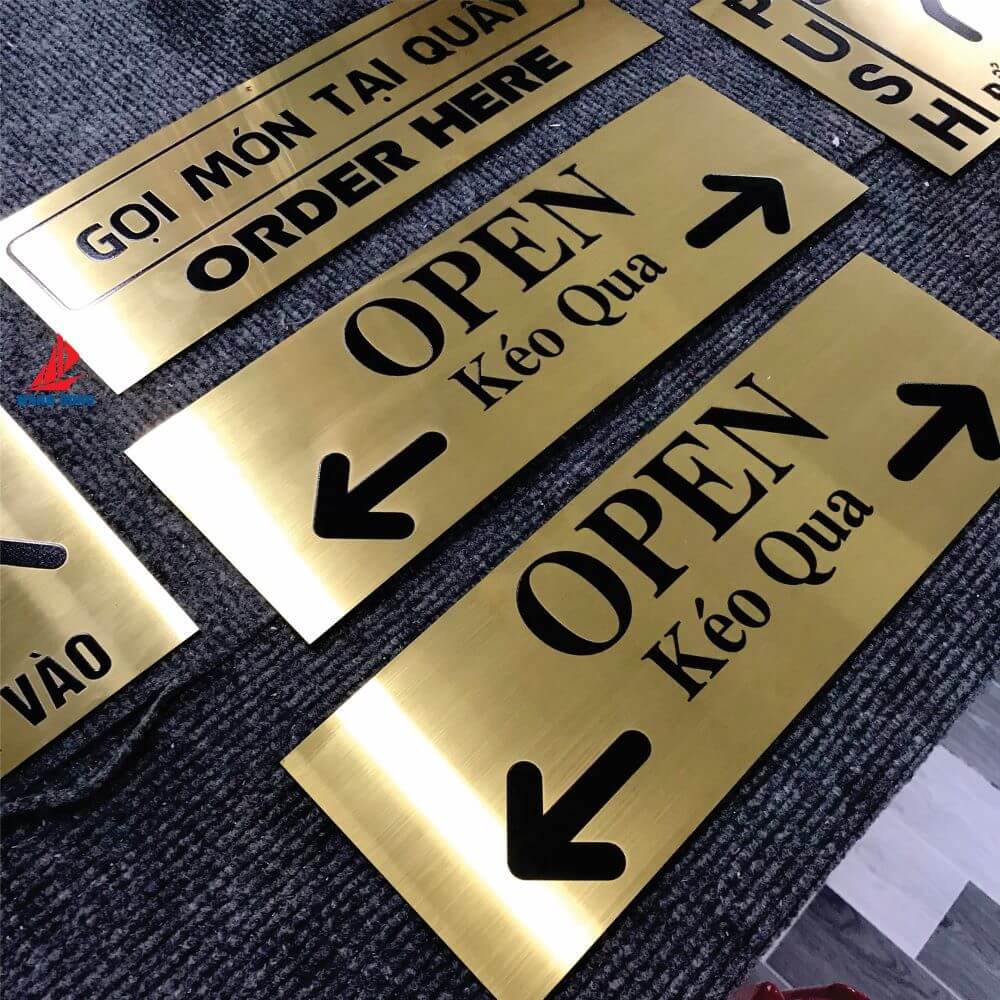 GỌI MÓN TẠI QUẦY
ORDER HERE
PUSH
OPEN
Kéo Qua
OPEN
Kéo Qua
VÀO